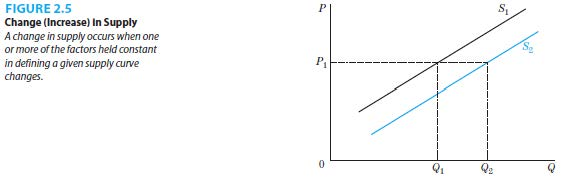 FIGURE 2.5
Change (Increase) in Supply
A change in supply occurs when one
or more of the factors held constant
in defining a given supply curve
changes.
P
S1
S2
P1
0
Q1
Q2
Q